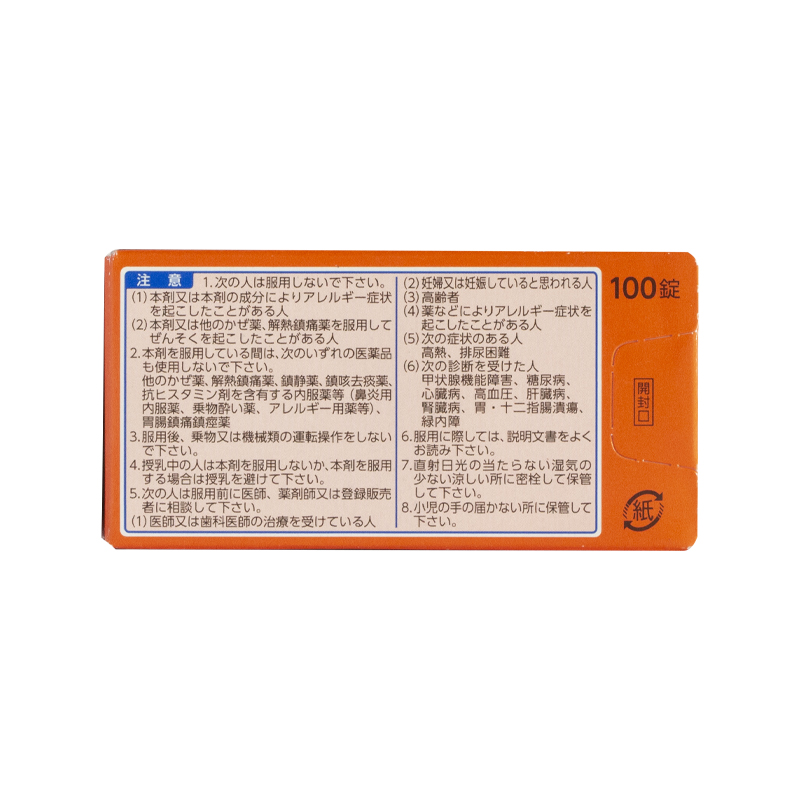 注 意
1.次の人は服用しないで下さい。
(1)本剤又は本剤の成分によりアレルギー症状
を起こしたことがある人
(2)本剤又は他のかぜ薬、解熱鎮痛薬を服用して
ぜんそくを起こしたことがある人
2.本剤を服用している間は、次のいずれの医薬品
も使用しないで下さい。
他のかぜ薬、解熱鎮痛薬、鎮静薬、鎮咳去痰薬、
抗ヒスタミン剤を含有する内服薬等(鼻炎用
内服薬、乗物酔い薬、アレルギー用薬等)、
胃腸鎮痛鎮痙薬
3.服用後、乗物又は機械類の運転操作をしない
で下さい。
4.授乳中の人は本剤を服用しないか、本剤を服用
する場合は授乳を避けて下さい。
5.次の人は服用前に医師、薬剤師又は登録販売
者に相談して下さい。
(1)医師又は歯科医師の治療を受けている人
(2)妊婦又は妊娠していると思われる人
(3)高齢者
(4)薬などによりアレルギー症状を
起こしたことがある人
(5)次の症状のある人
高熱、排尿困難
(6)次の診断を受けた人
甲状腺機能障害、糖尿病、
心臓病、高血圧、肝臓病、
腎臓病、胃・十二指腸潰瘍、
緑内障
6.服用に際しては、説明文書をよく
お読み下さい。
7.直射日光の当たらない湿気の
少ない涼しい所に密栓して保管
して下さい。
8.小児の手の届かない所に保管して
下さい。
100錠
開封口
紙